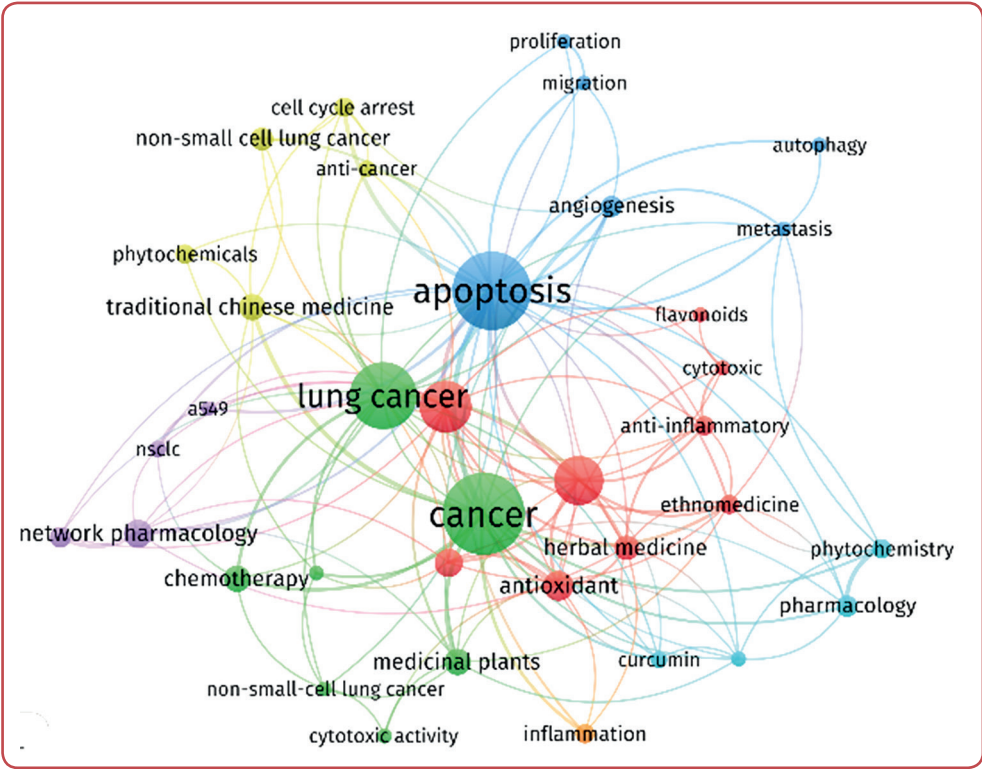 proliferation
migration
cell cycle arrest
non-small cell lung cancer
anti-cancer
autophagy
angiogenesis
metastasis
phytochemicals
apoptosis
traditional chinese medicine
flavonoids
cytotoxic
lung cancer
a549
anti-inflammatory
nsclc
ethnomedicine
cancer
network pharmacology
herbal medicine
phytochemistry
chemotherapy
antioxidant
pharmacology
medicinal plants
curcumin
non-small-cell lung cancer
cytotoxic activity
inflammation